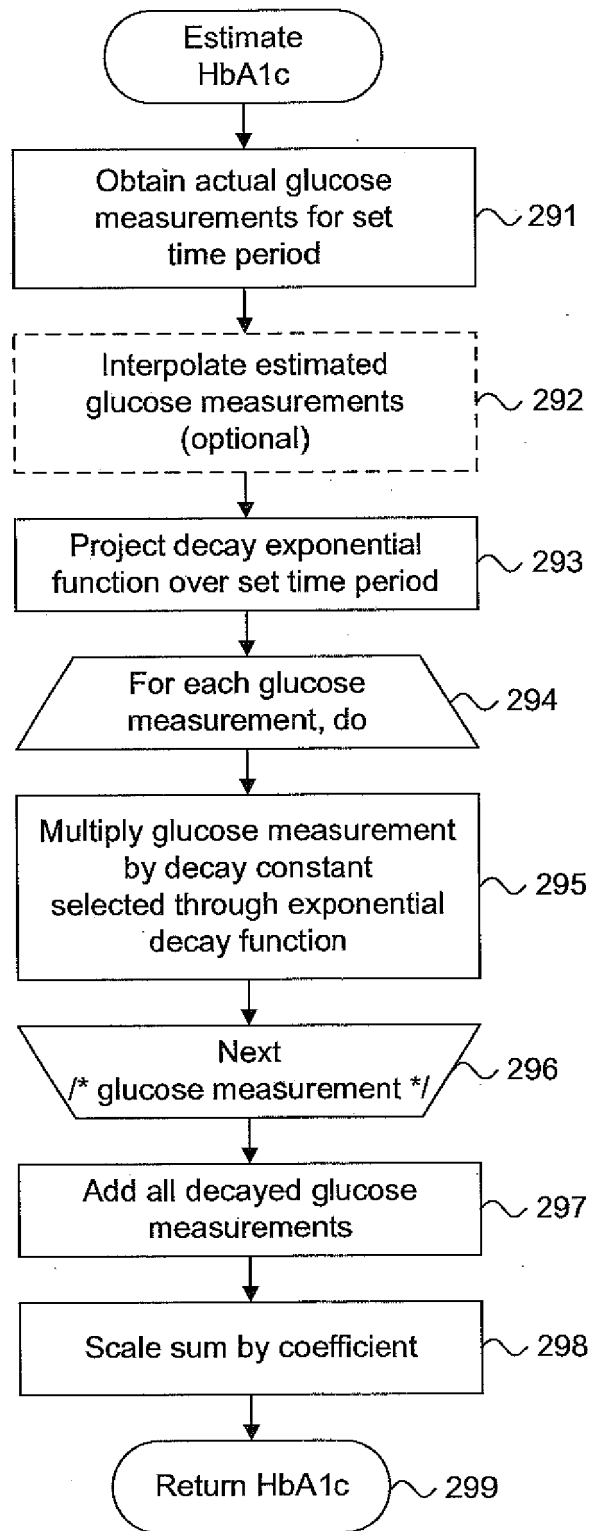 Estimate
HbA1c
Obtain actual glucose
measurements for set
time period
291
Interpolate estimated
glucose measurements
(optional)
292
Project decay exponential
function over set time period
293
For each glucose
measurement, do
294
Multiply glucose measurement
by decay constant
selected through exponential
decay function
295
Next
/* glucose measurement */
296
Add all decayed glucose
measurements
297
Scale sum by coefficient
298
Return HbA1c
299